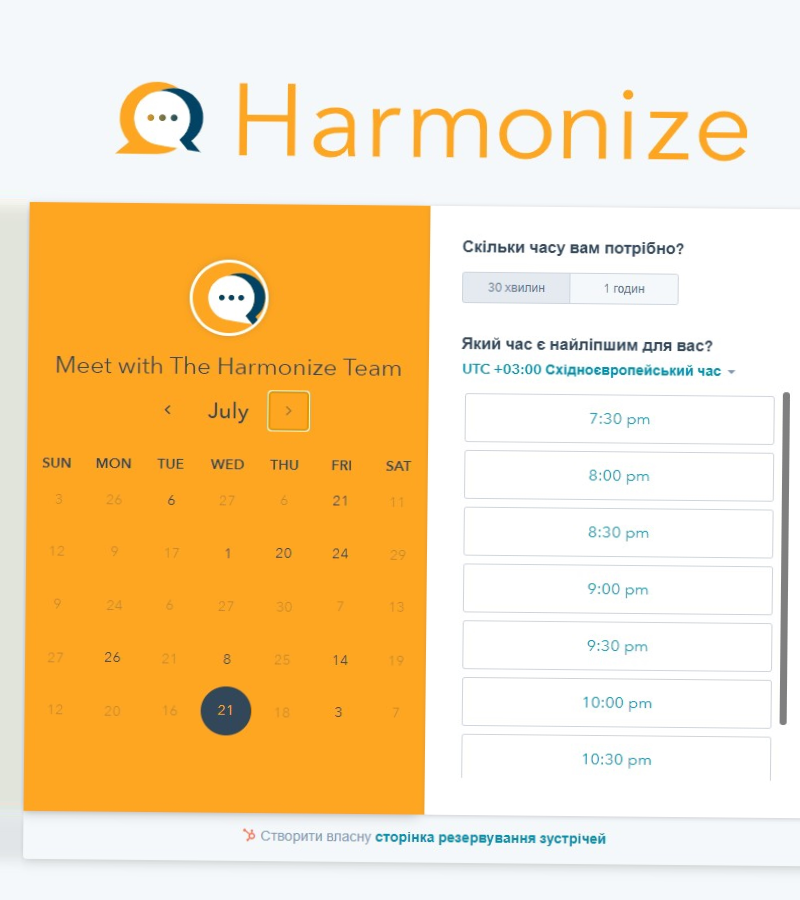 Harmonize
Meet with The Harmonize Team
July
SUN MON TUE WED THU FRI SAT
3 26 6 27 6 21 11
12 9 17 1 20 24 29
9 24 6 27 30 7 13
27 26 21 8 25 14 19
12 20 16 21 18 3 7
Скільки часу вам потрібно?
30 хвилин 1 годин
Який час є найліпшим для вас?
UTC +03:00 Східноєвропейський час
7:30 pm
8:00 pm
8:30 pm
9:00 pm
9:30 pm
10:00 pm
10:30 pm
Створити власну сторінка резервування зустрічей